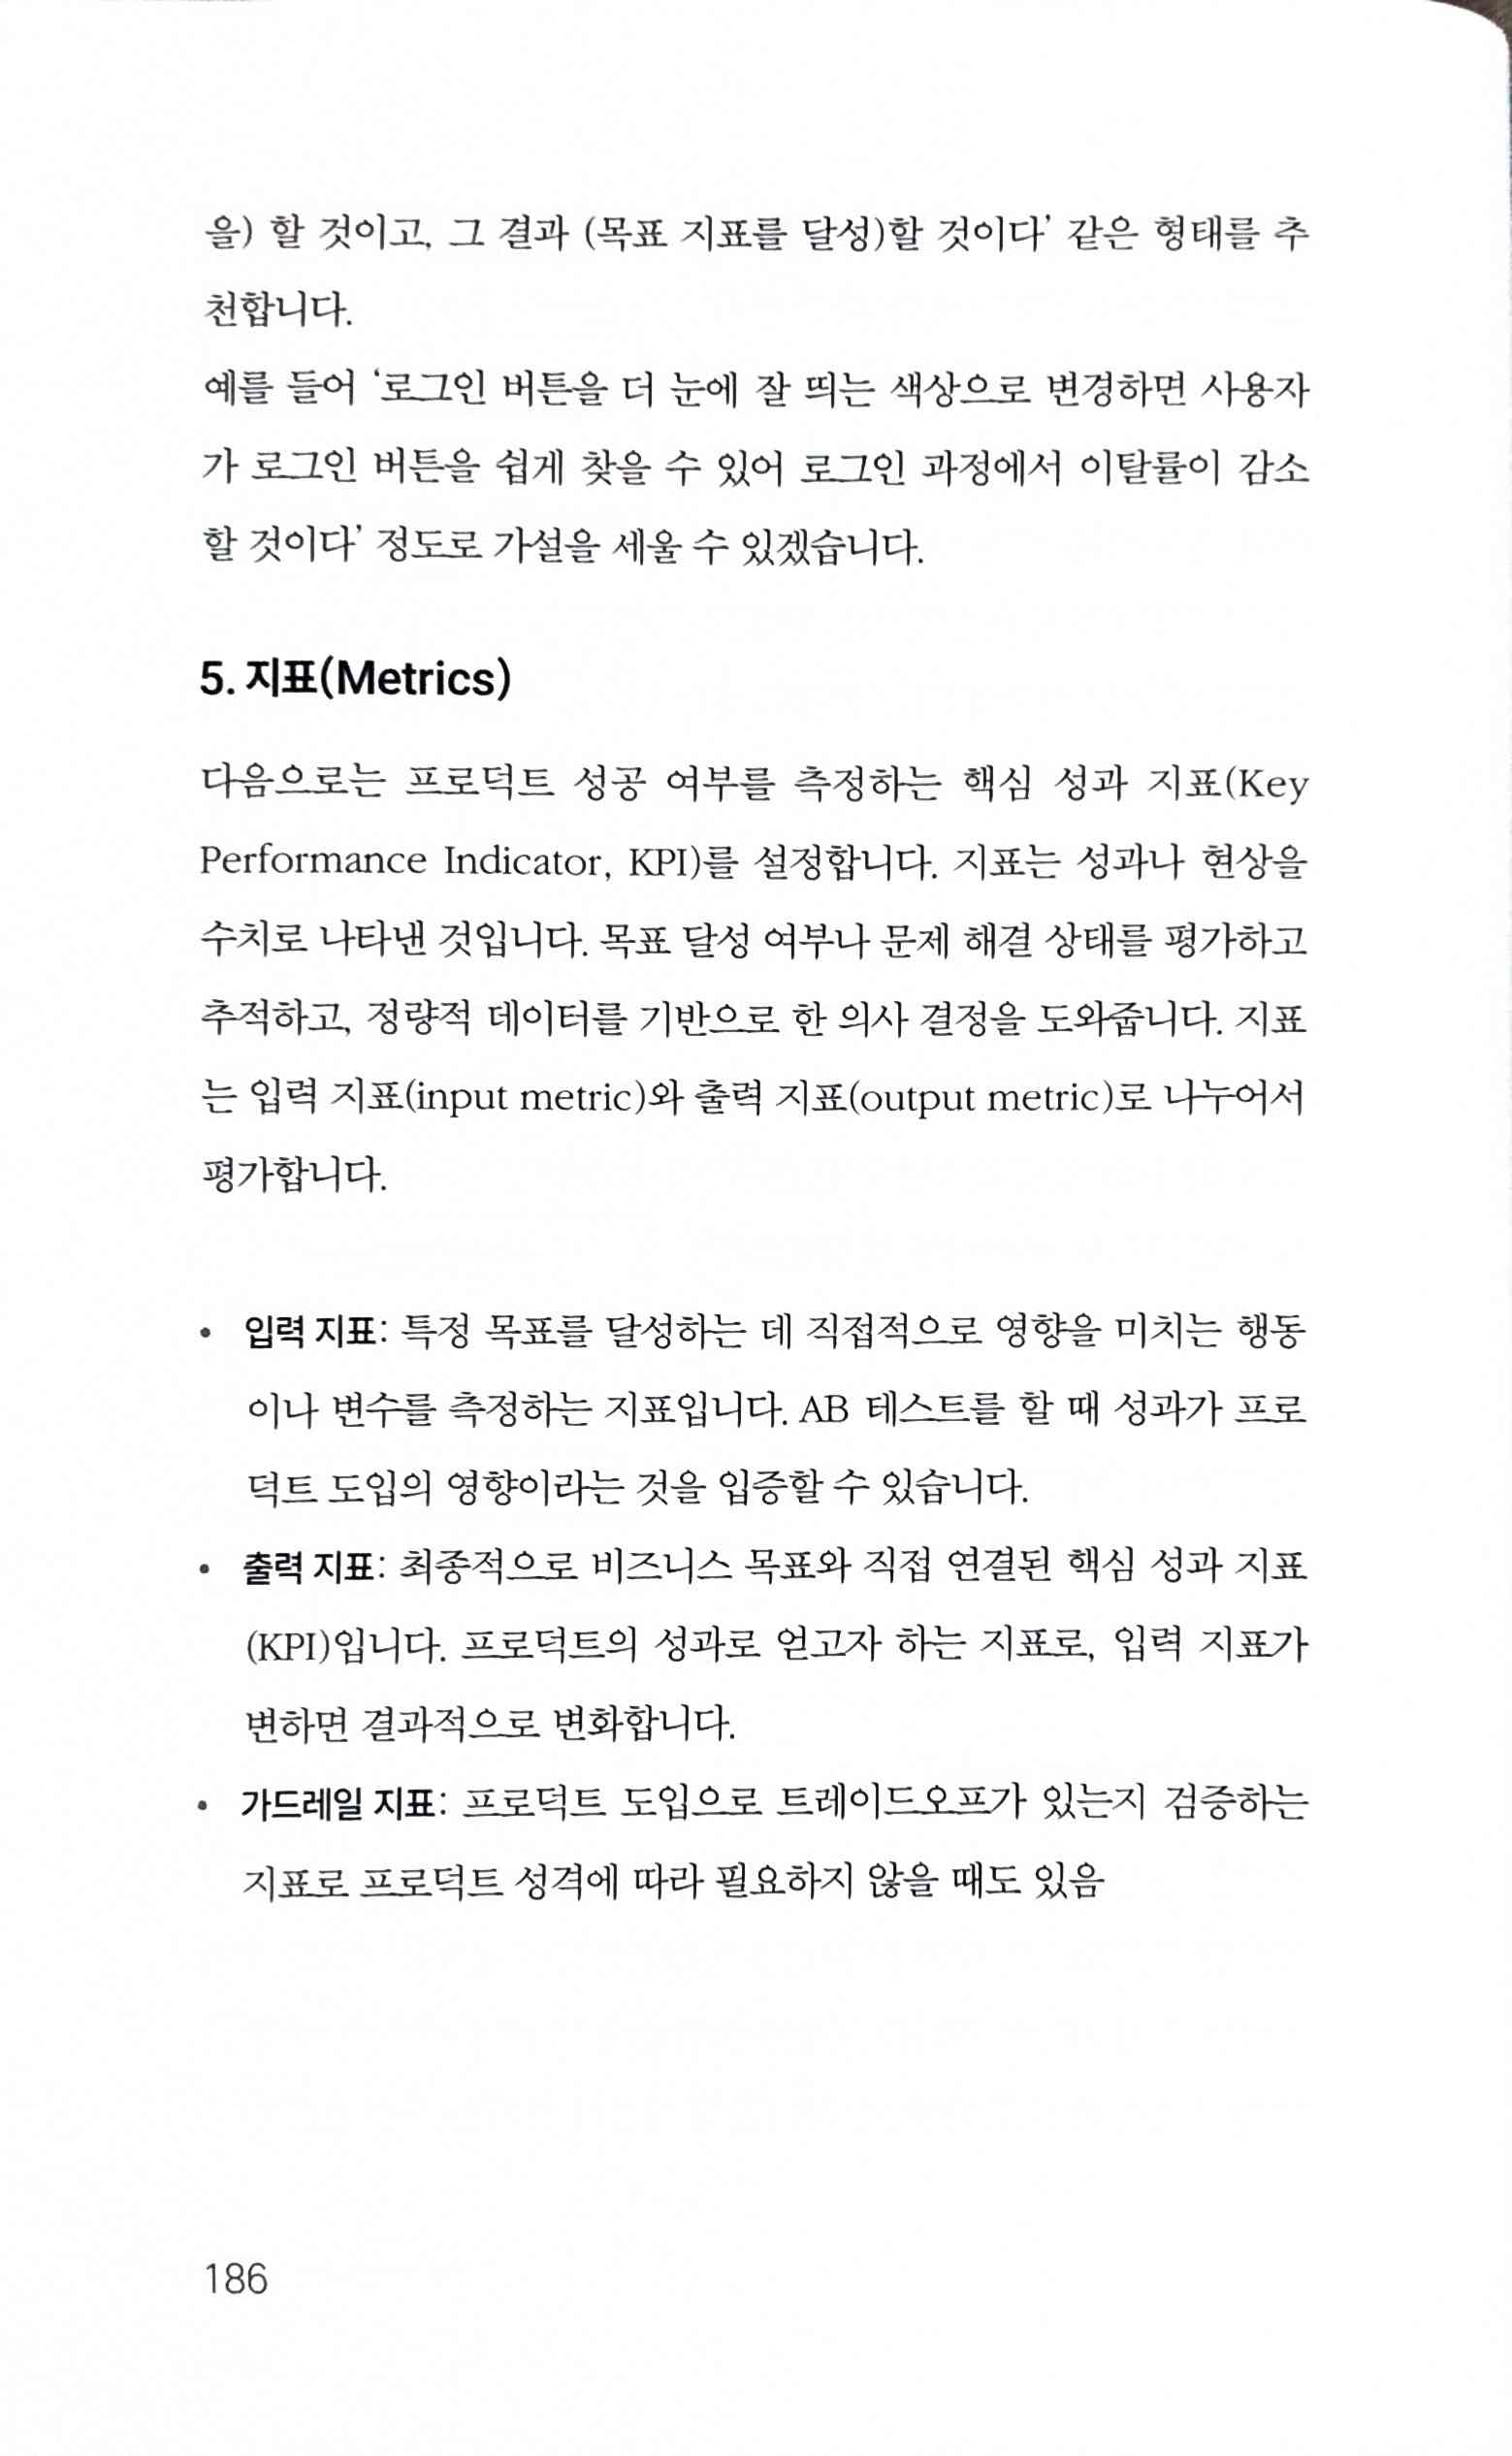 을) 할 것이고, 그 결과 (목표 지표를 달성)할 것이다’ 같은 형태를 추
천합니다.
예를 들어 ‘로그인 버튼을 더 눈에 잘 띄는 색상으로 변경하면 사용자
가 로그인 버튼을 쉽게 찾을 수 있어 로그인 과정에서 이탈률이 감소
할 것이다’ 정도로 가설을 세울 수 있겠습니다.
5. 지표(Metrics)
다음으로는 프로덕트 성공 여부를 측정하는 핵심 성과 지표(Key
Performance Indicator, KPI)를 설정합니다. 지표는 성과나 현상을
수치로 나타낸 것입니다. 목표 달성 여부나 문제 해결 상태를 평가하고
추적하고, 정량적 데이터를 기반으로 한 의사 결정을 도와줍니다. 지표
는 입력 지표(input metric)와 출력 지표(output metric)로 나누어서
평가합니다.
• 입력 지표: 특정 목표를 달성하는 데 직접적으로 영향을 미치는 행동
이나 변수를 측정하는 지표입니다. AB 테스트를 할 때 성과가 프로
덕트 도입의 영향이라는 것을 입증할 수 있습니다.
• 출력 지표: 최종적으로 비즈니스 목표와 직접 연결된 핵심 성과 지표
(KPI)입니다. 프로덕트의 성과로 얻고자 하는 지표로, 입력 지표가
변하면 결과적으로 변화합니다.
• 가드레일 지표: 프로덕트 도입으로 트레이드오프가 있는지 검증하는
지표로 프로덕트 성격에 따라 필요하지 않을 때도 있음
186